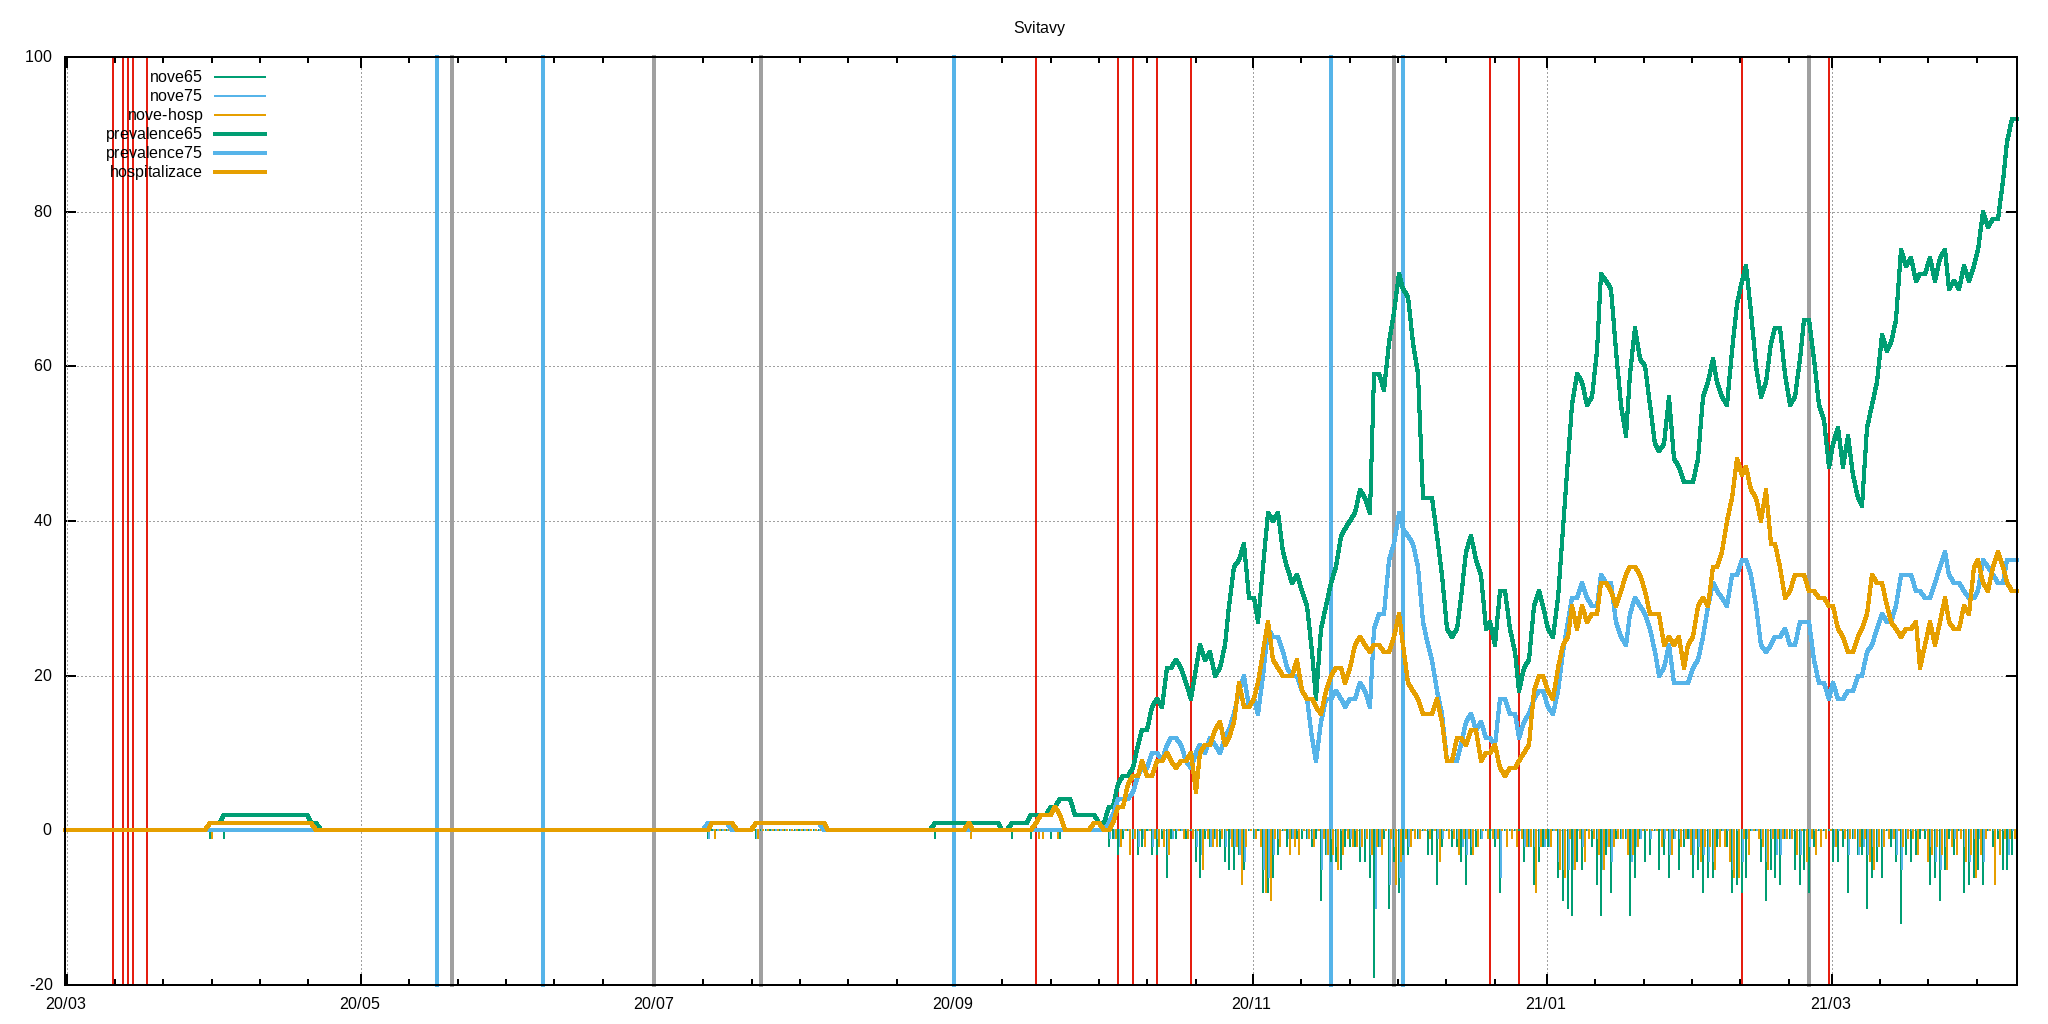 Svitavy
100
80
60
40
20
0
-20
nove65
nove75
nove-hosp
prevalence65
prevalence75
hospitalizace
20/03 20/05 20/07 20/09 20/11 21/01 21/03